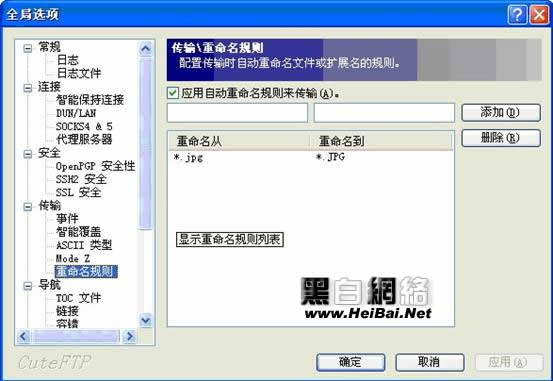 全局选项
常规
日志
日志文件
连接
智能保持连接
DUN/LAN
SOCKS4 & 5
代理服务器
安全
OpenPGP 安全性
SSH2 安全
SSL 安全
传输
事件
智能覆盖
ASCII 类型
Mode Z
重命名规则
导航
TOC 文件
链接
容错
传输\重命名规则
配置传输时自动重命名文件或扩展名的规则。
应用自动重命名规则来传输(A)。
添加(D)
删除(R)
重命名从 重命名到
*.jpg *.JPG
显示重命名规则列表
黑白網絡
www.HeiBai.Net
CuteFTP
确定 取消 应用(A)